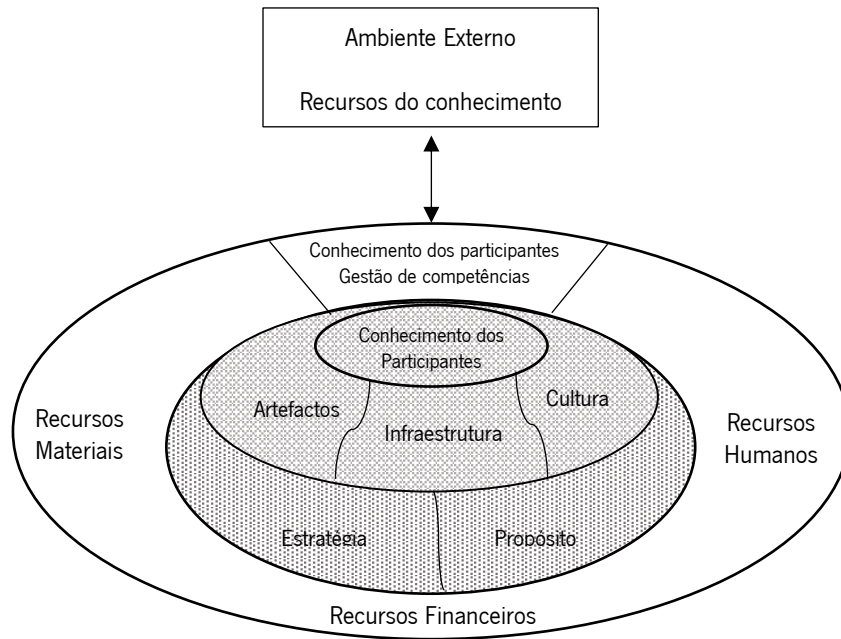 Ambiente Externo
Recursos do conhecimento
Conhecimento dos participantes
Gestão de competências
Conhecimento dos
Participantes
Artefactos
Cultura
Infraestrutura
Recursos
Materiais
Recursos
Humanos
Estratégia
Propósito
Recursos Financeiros